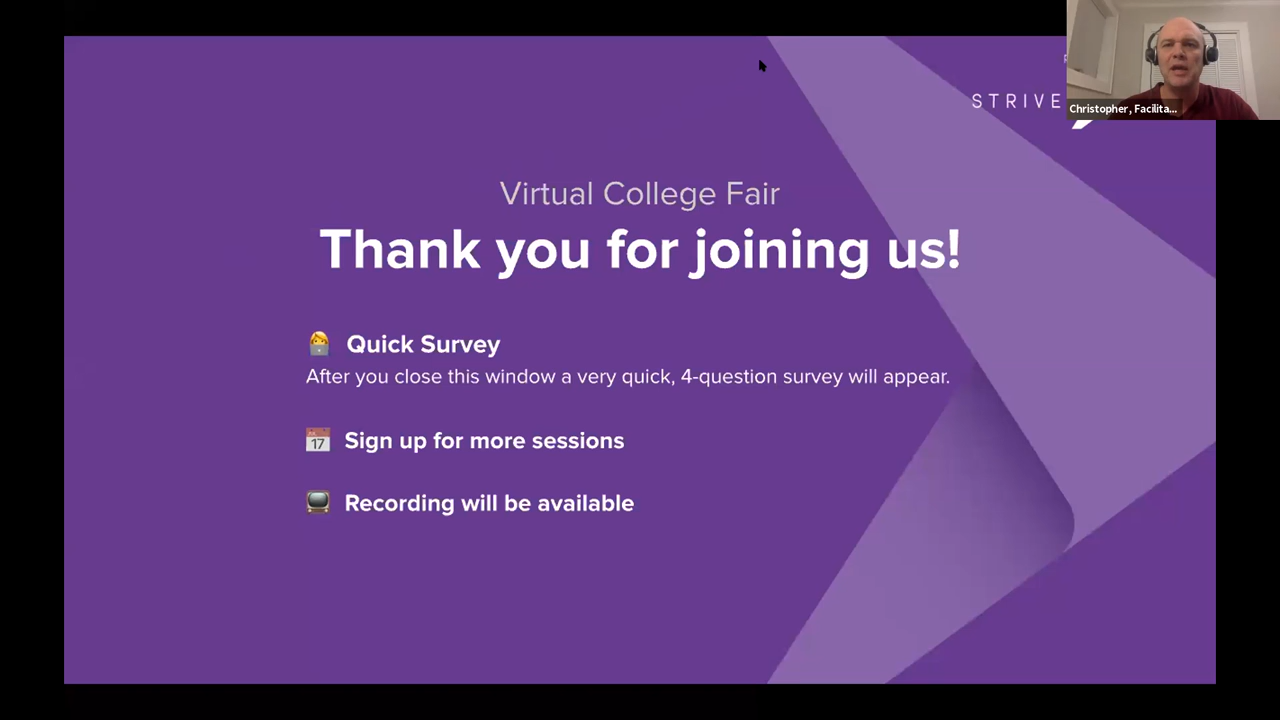 STRIVE
Christopher, Facilita...
Virtual College Fair
Thank you for joining us!
Quick Survey
After you close this window a very quick, 4-question survey will appear.
17
Sign up for more sessions
Recording will be available